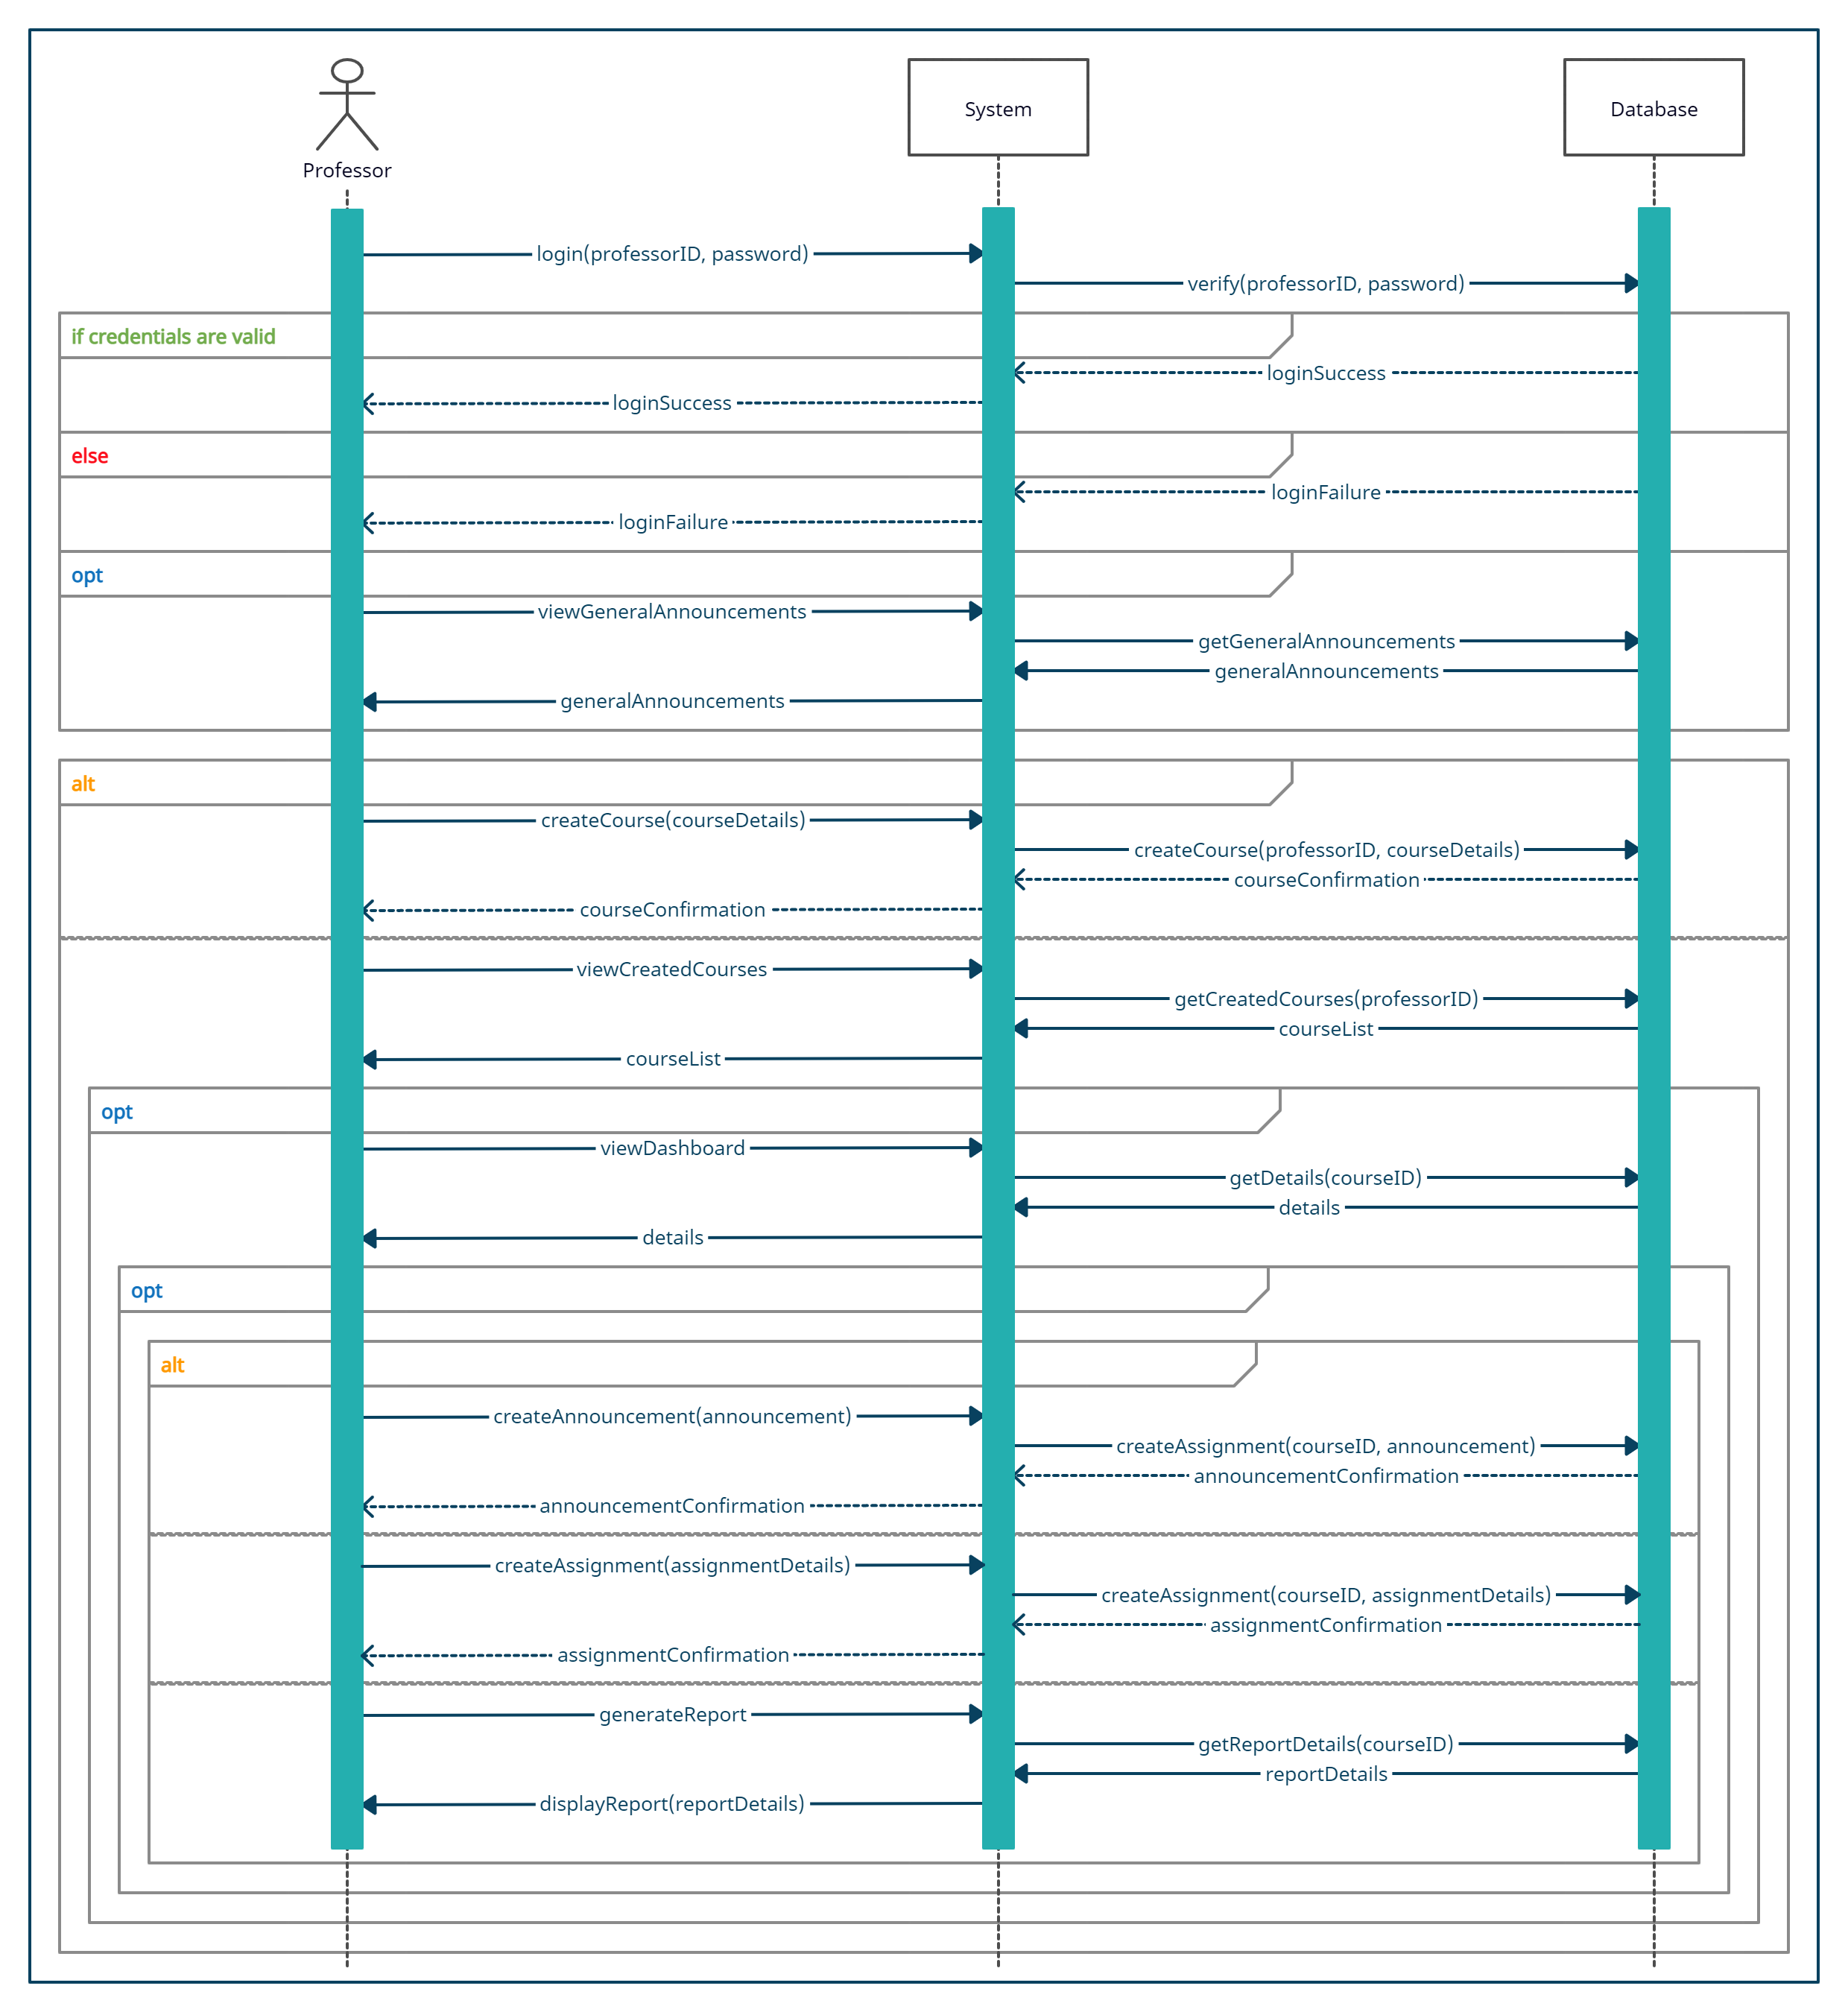 Professor
System
Database
login(professorID, password)
verify(professorID, password)
if credentials are valid
loginSuccess
loginSuccess
else
loginFailure
loginFailure
opt
viewGeneralAnnouncements
getGeneralAnnouncements
generalAnnouncements
generalAnnouncements
alt
createCourse(courseDetails)
createCourse(professorID, courseDetails)
courseConfirmation
courseConfirmation
viewCreatedCourses
getCreatedCourses(professorID)
courseList
courseList
opt
viewDashboard
getDetails(courseID)
details
details
opt
alt
createAnnouncement(announcement)
createAssignment(courseID, announcement)
announcementConfirmation
announcementConfirmation
createAssignment(assignmentDetails)
createAssignment(courseID, assignmentDetails)
assignmentConfirmation
assignmentConfirmation
generateReport
getReportDetails(courseID)
reportDetails
displayReport(reportDetails)